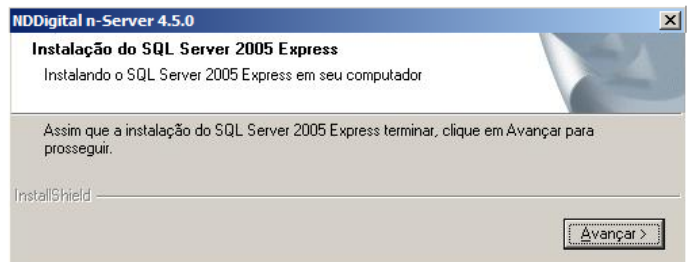 NDDigital n-Server 4.5.0
Instalação do SQL Server 2005 Express
Instalando o SQL Server 2005 Express em seu computador
Assim que a instalação do SQL Server 2005 Express terminar, clique em Avançar para
prosseguir.
InstallShield
Avançar >